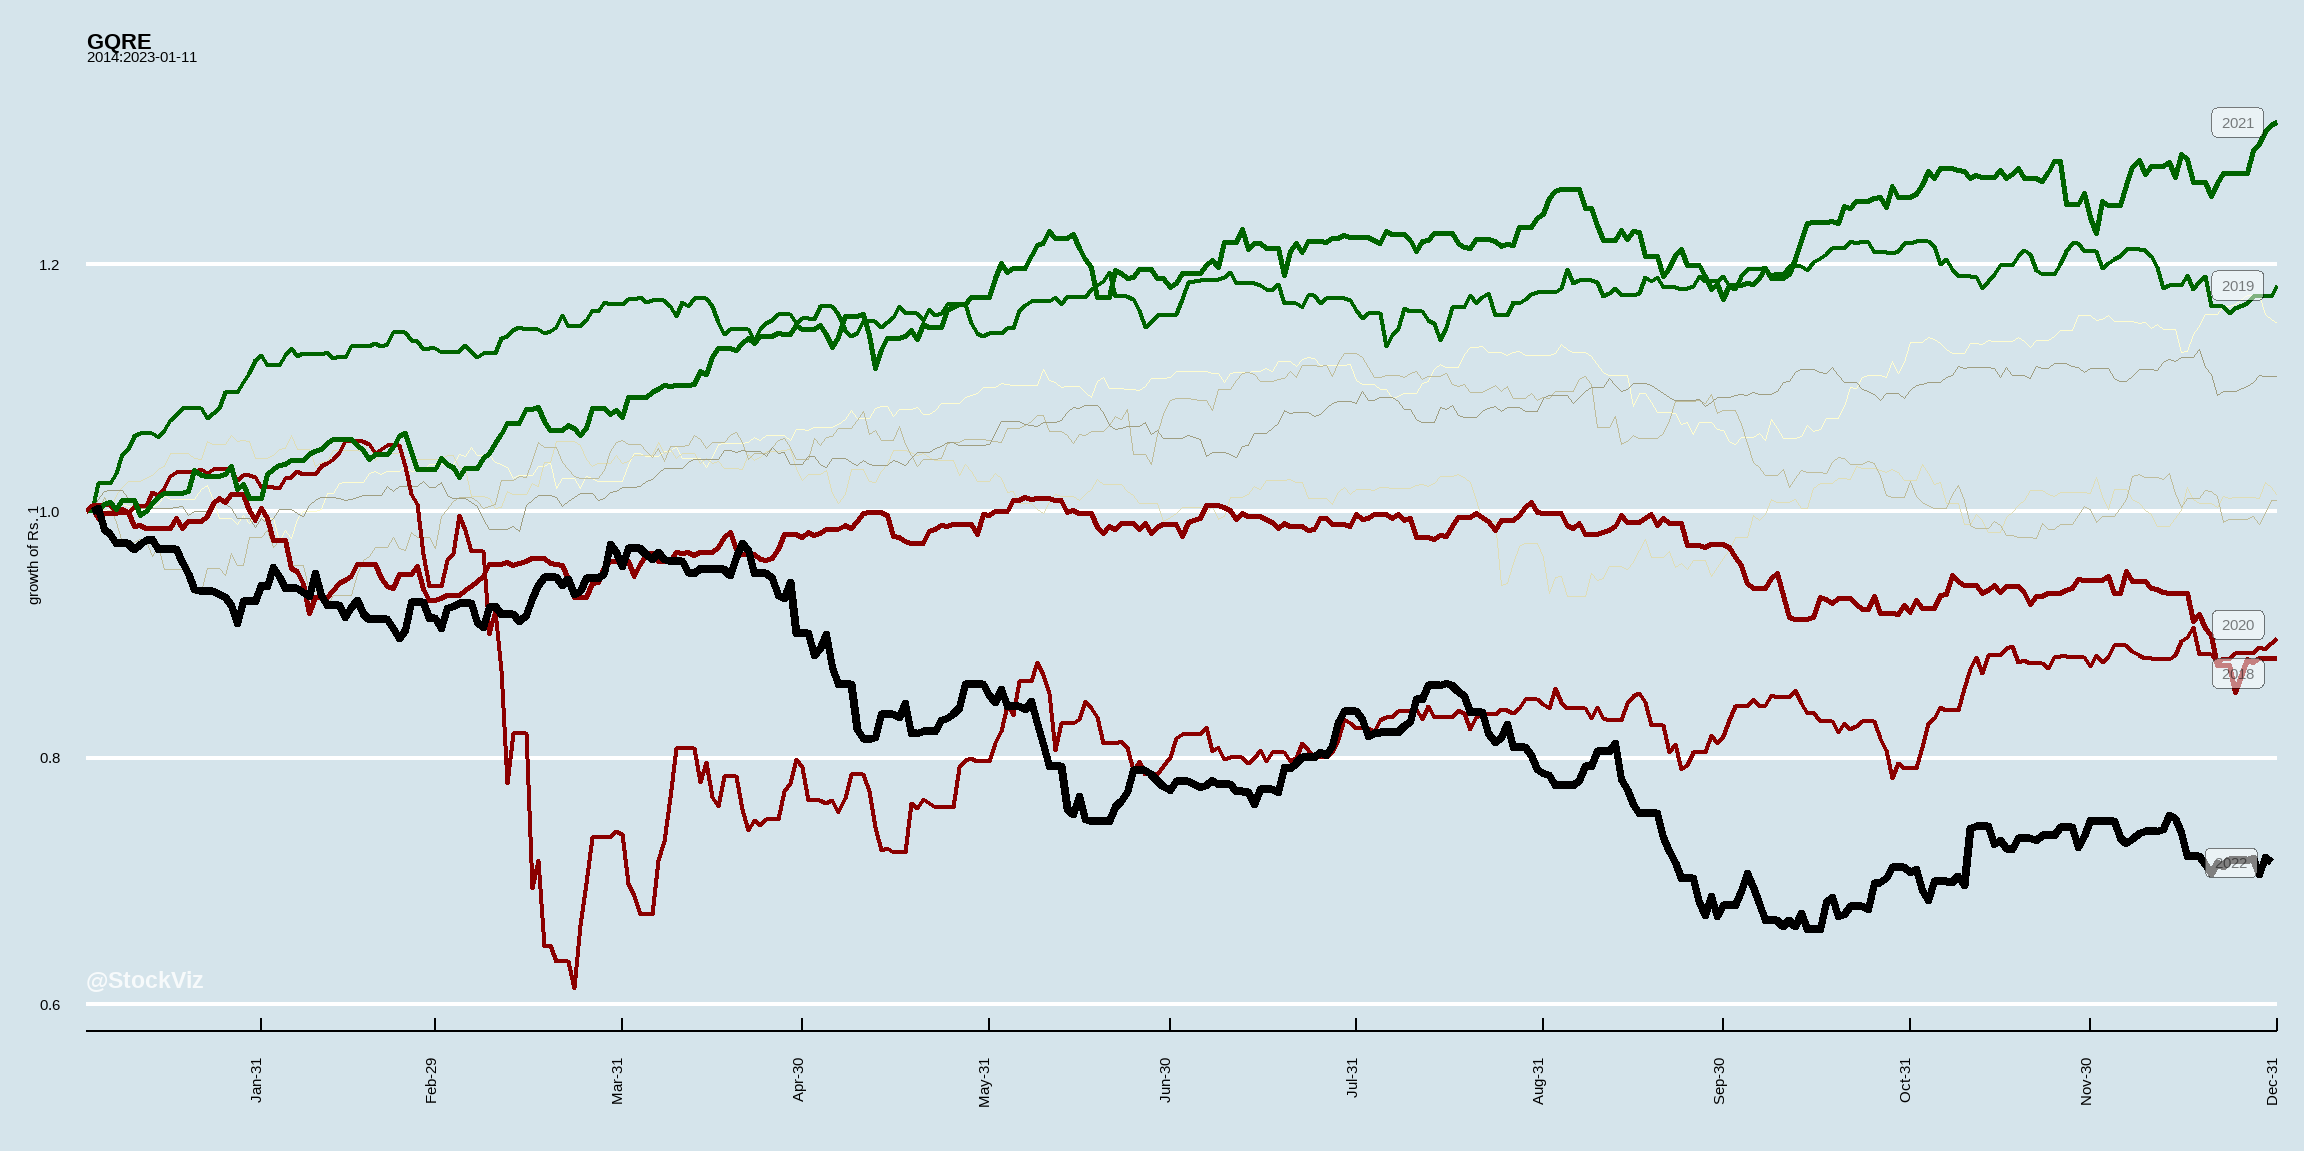 GQRE
2014:2023-01-11
2021
1.2
2019
1.0
growth of Rs. 1
2020
2018
0.8
2022
@StockViz
0.6
Jan-31
Feb-29
Mar-31
Apr-30
May-31
Jun-30
Jul-31
Aug-31
Sep-30
Oct-31
Nov-30
Dec-31